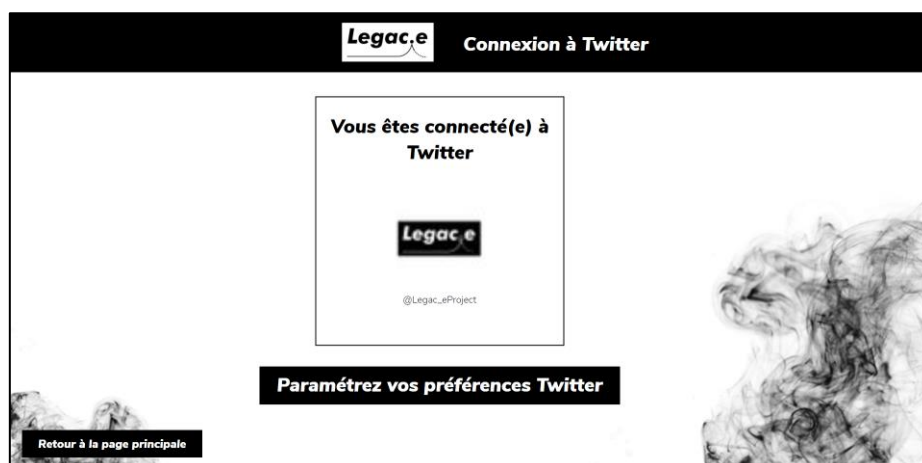 Legac.e
Connexion à Twitter
Vous êtes connecté(e) à
Twitter
Legac.e
@Legac_eProject
Paramétrez vos préférences Twitter
Retour à la page principale